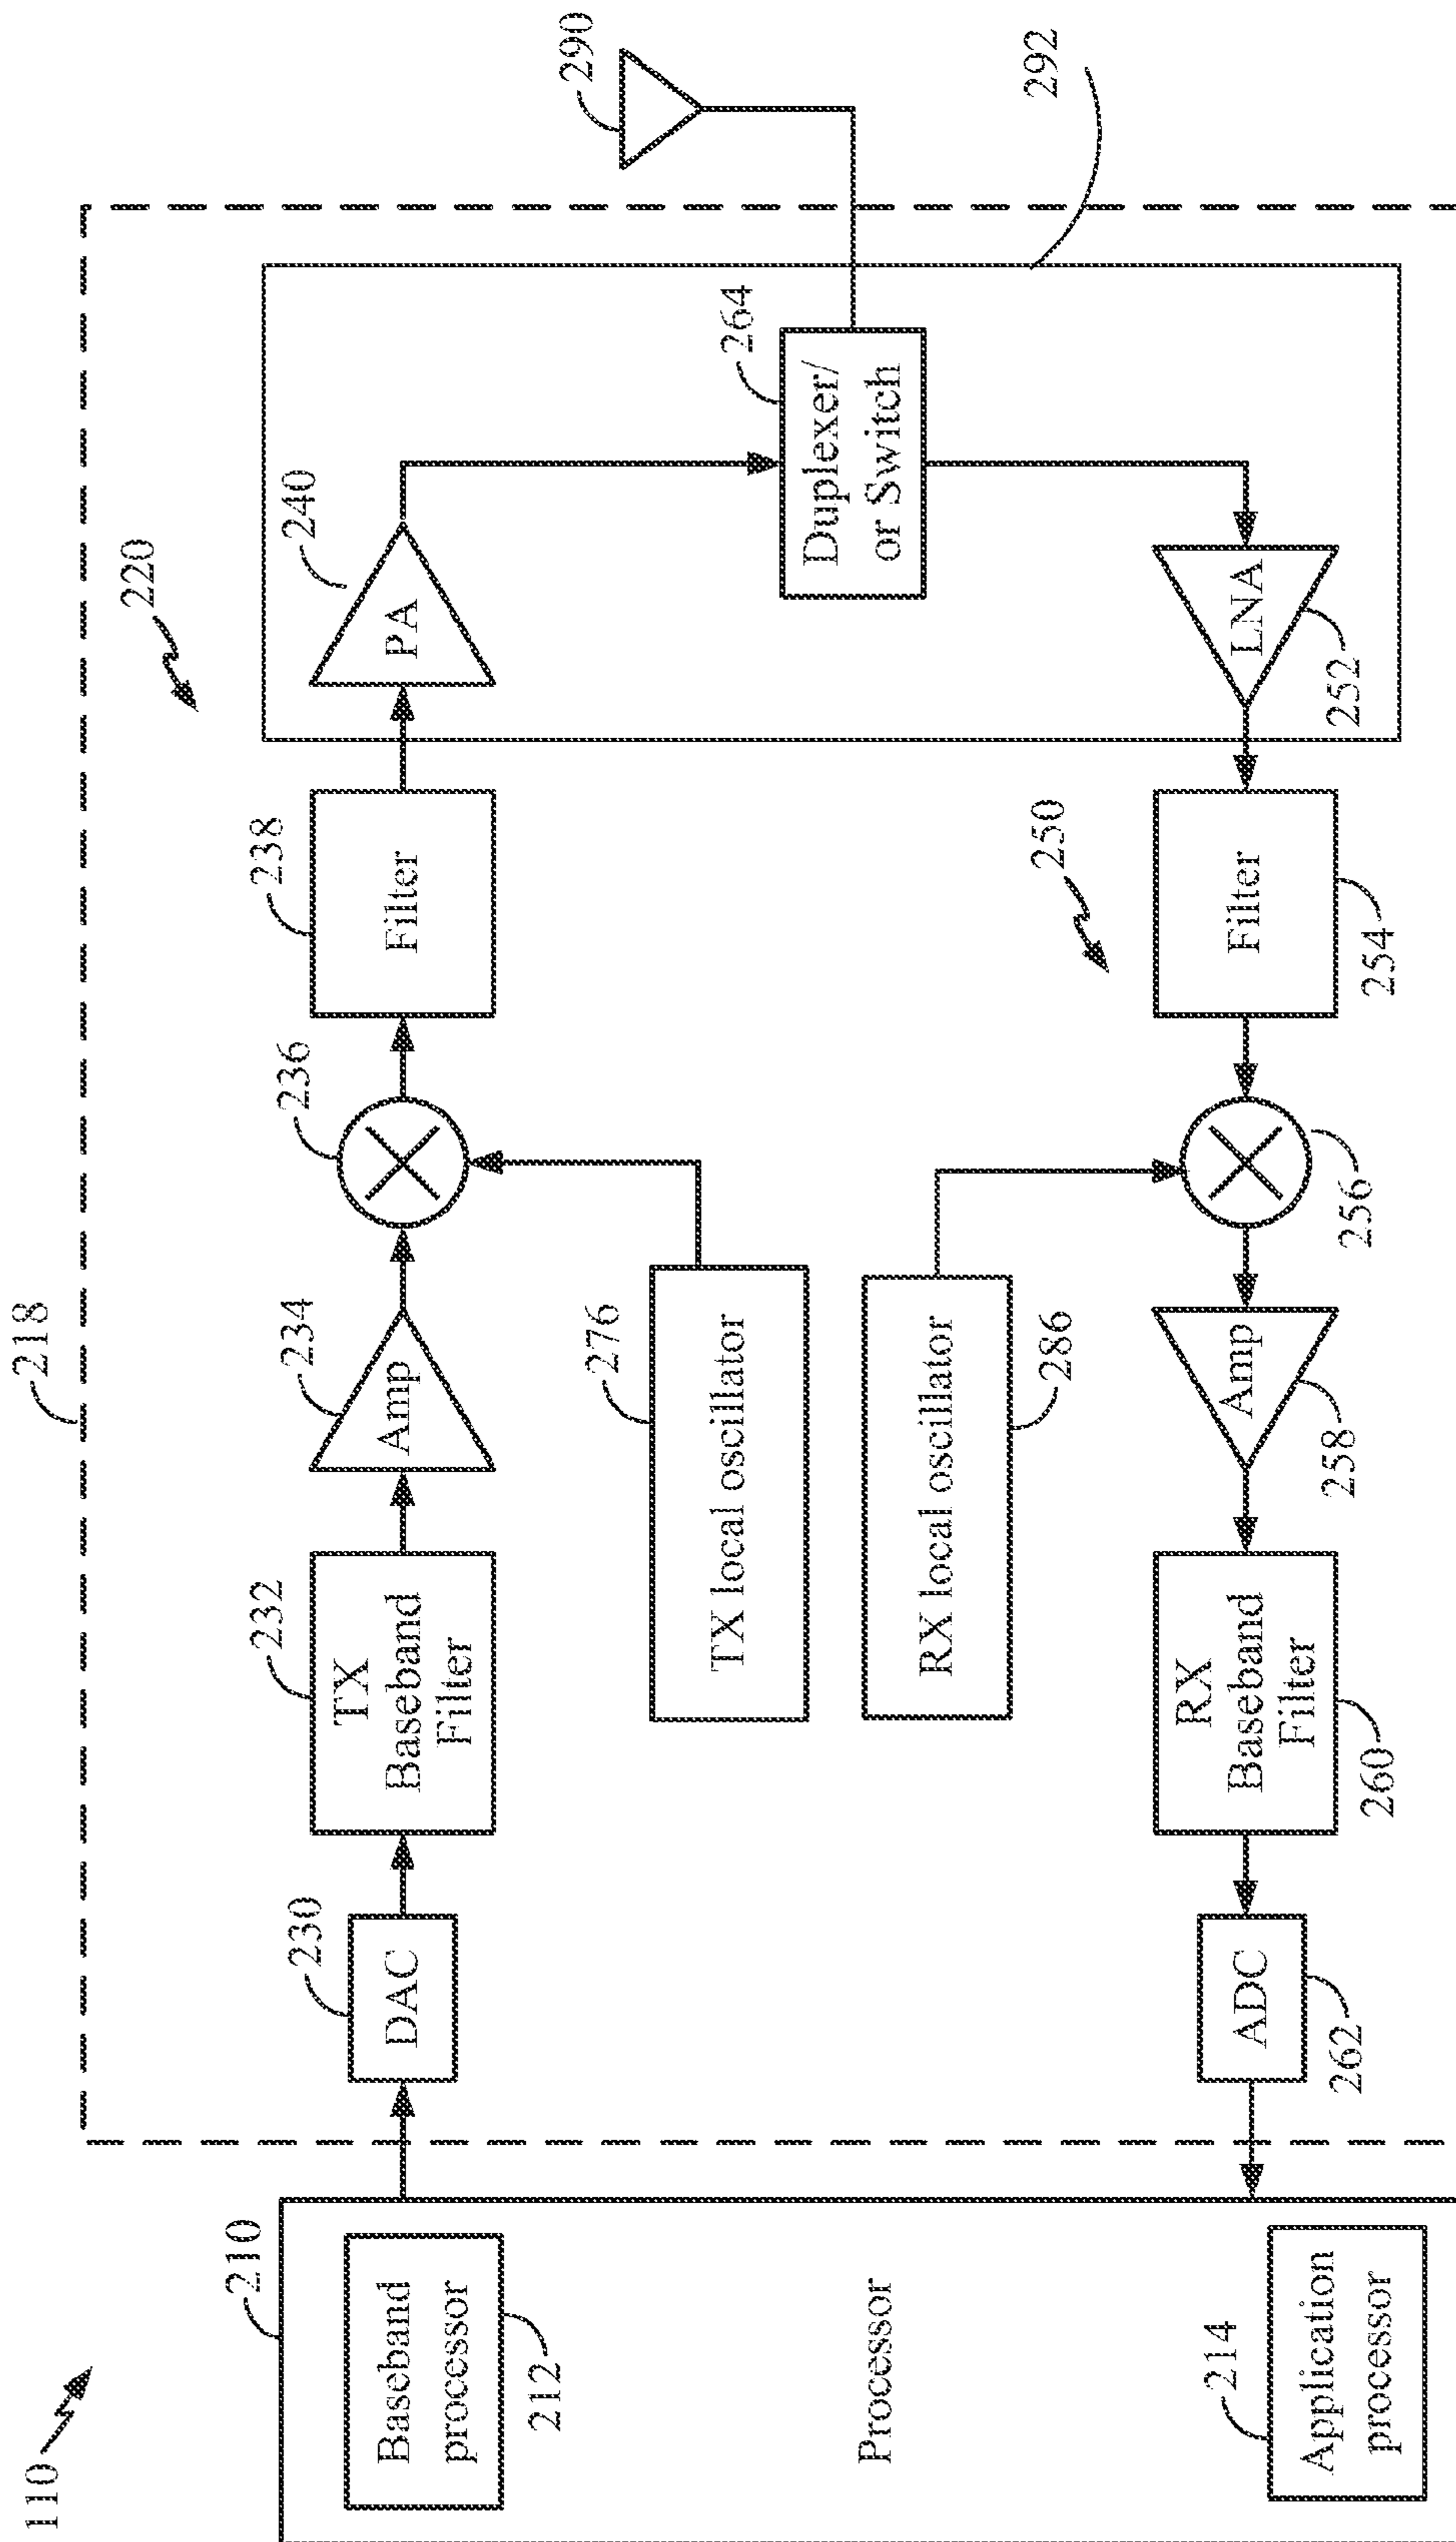 110
218
220
210
Baseband
processor
212
Processor
214
Application
processor
230
DAC
232
TX
Baseband
Filter
234
Amp
236
238
Filter
240
PA
276
TX local oscillator
RX local oscillator
286
264
Duplexer/
or Switch
290
292
250
LNA
252
Filter
254
256
Amp
258
RX
Baseband
Filter
260
ADC
262